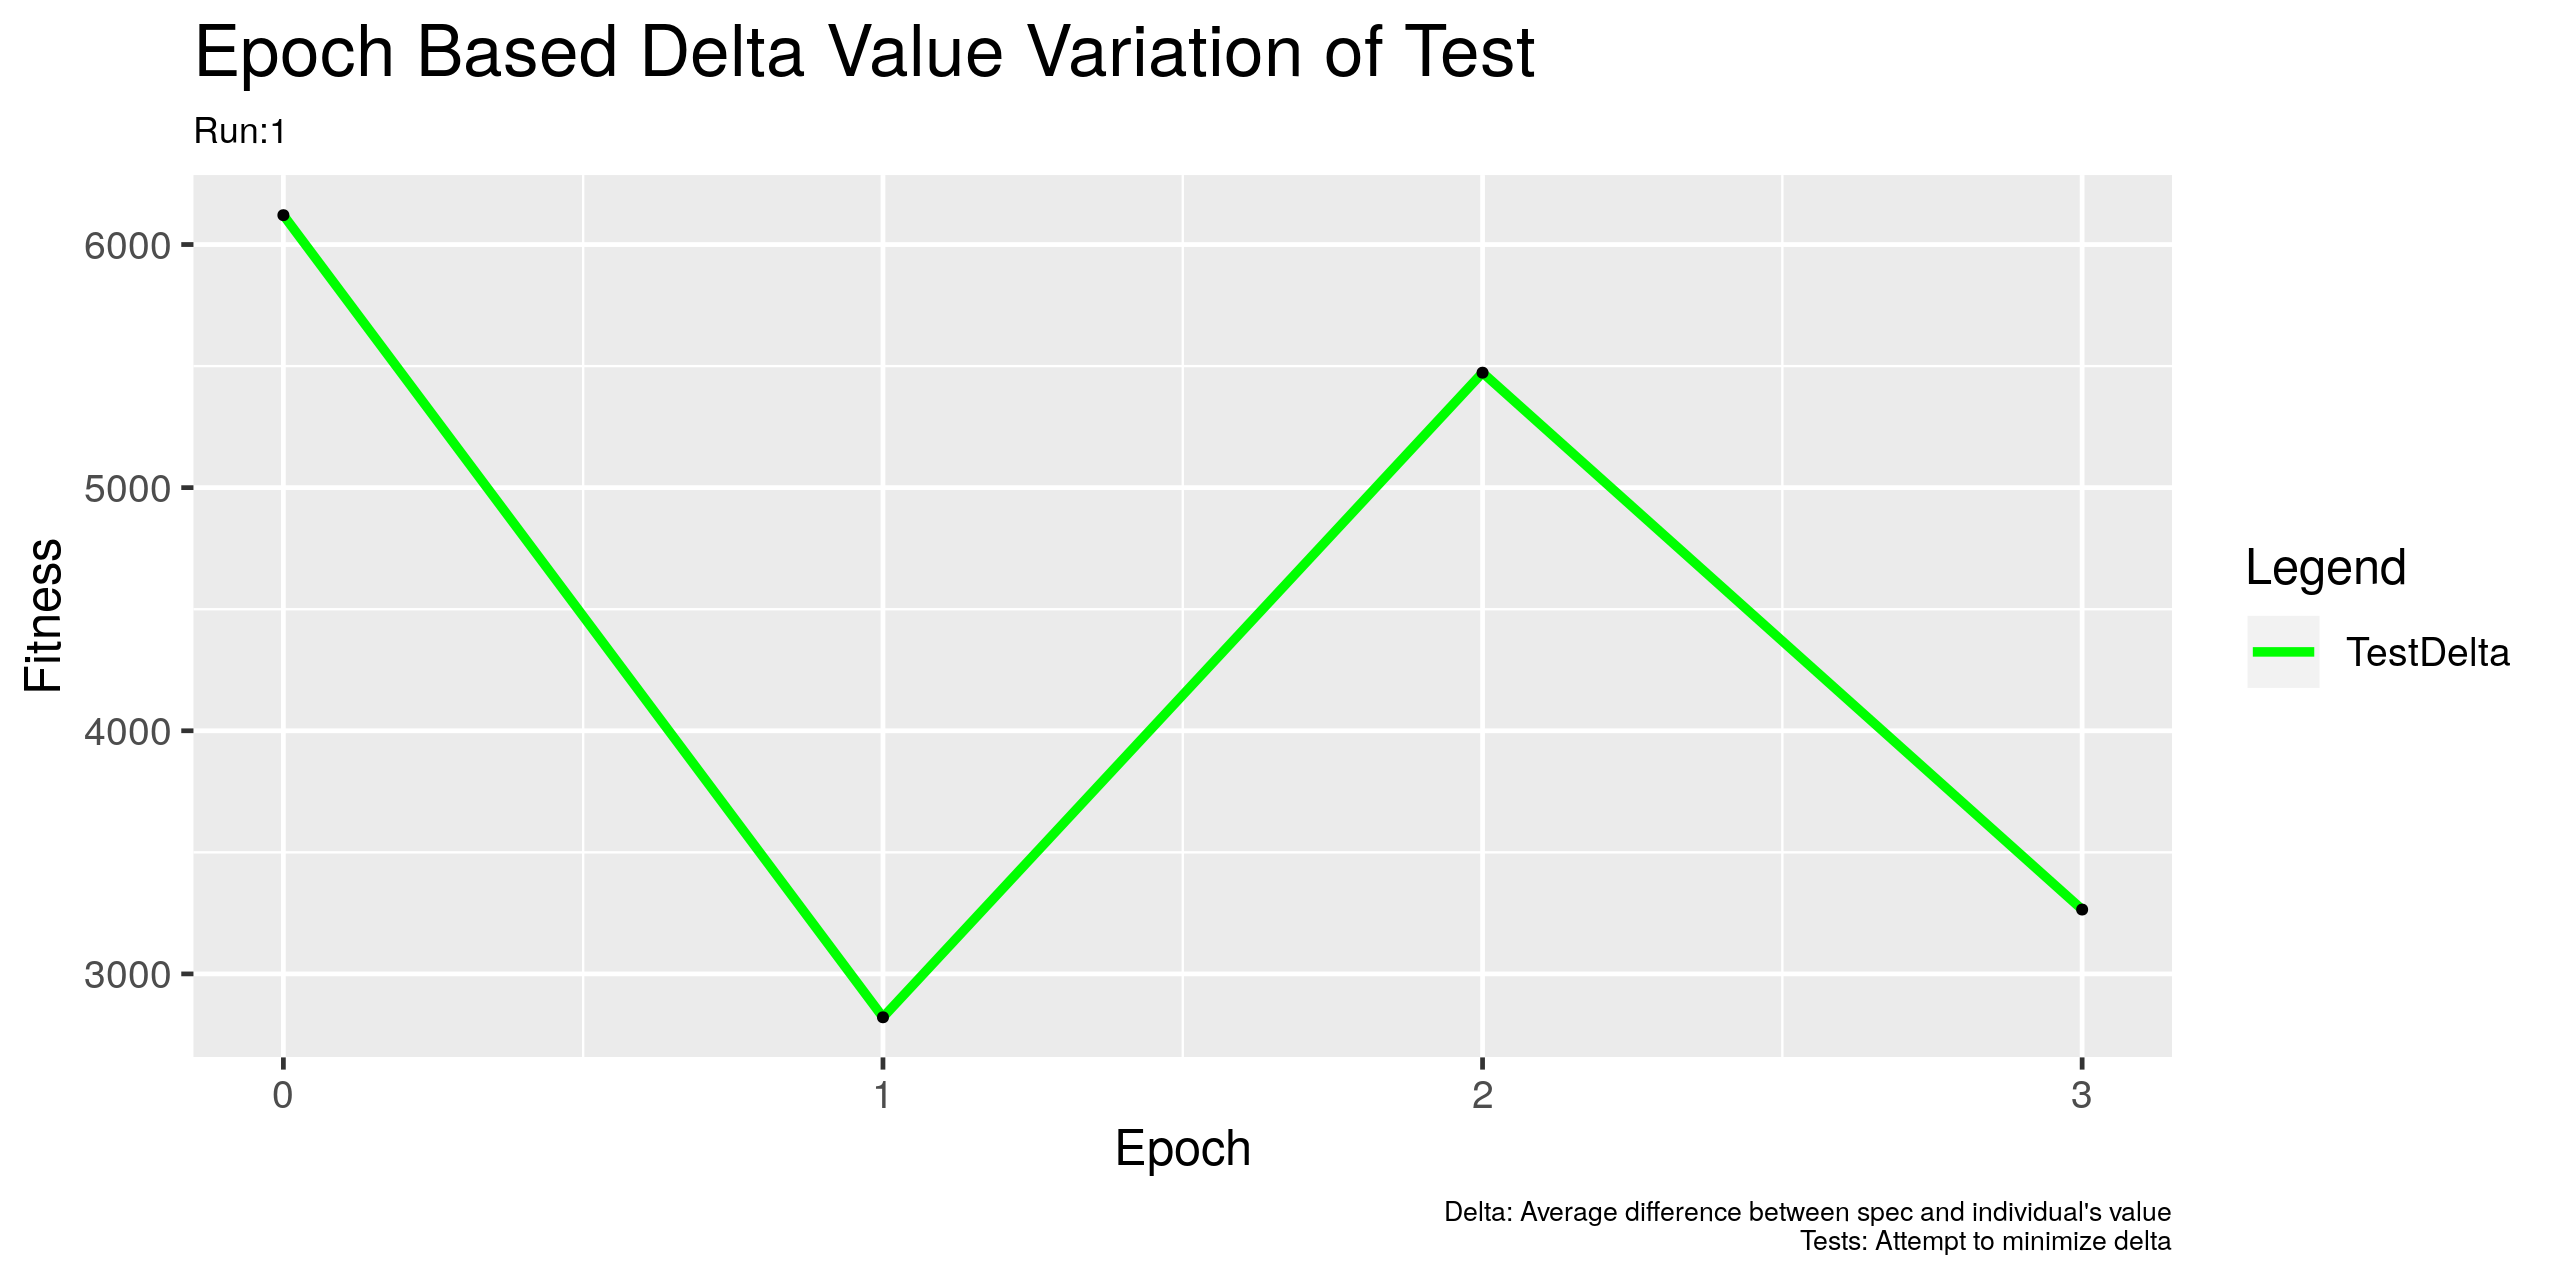 Epoch Based Delta Value Variation of Test
Run:1
6000
5000
4000
3000
Fitness
0 1 2 3
Epoch
Legend
TestDelta
Delta: Average difference between spec and individual's value
Tests: Attempt to minimize delta